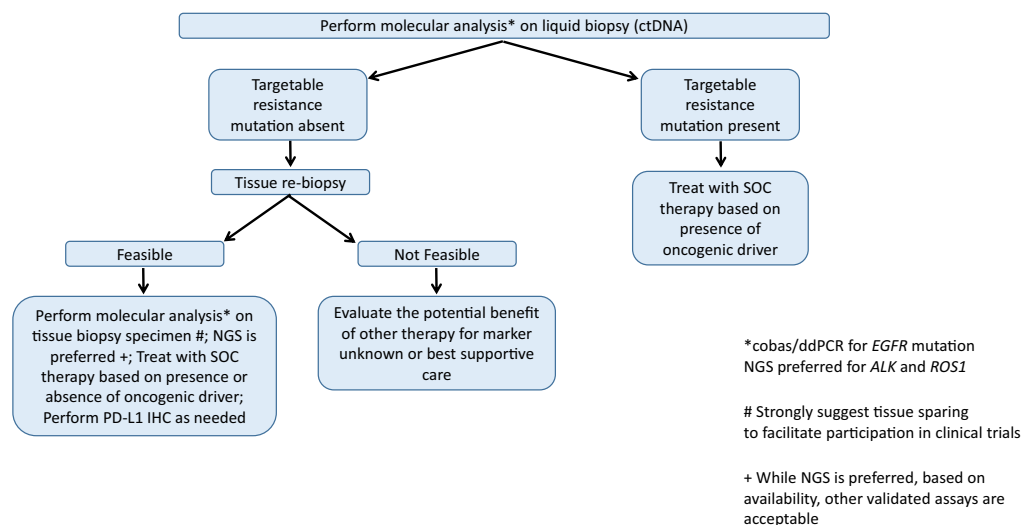 Perform molecular analysis* on liquid biopsy (ctDNA)
Targetable
resistance
mutation absent
Targetable
resistance
mutation present
Tissue re-biopsy
Treat with SOC
therapy based on
presence of
oncogenic driver
Feasible
Not Feasible
Perform molecular analysis* on
tissue biopsy specimen #; NGS is
preferred +; Treat with SOC
therapy based on presence or
absence of oncogenic driver;
Perform PD-L1 IHC as needed
Evaluate the potential benefit
of other therapy for marker
unknown or best supportive
care
*cobas/ddPCR for EGFR mutation
NGS preferred for ALK and ROS1
# Strongly suggest tissue sparing
to facilitate participation in clinical trials
+ While NGS is preferred, based on
availability, other validated assays are
acceptable